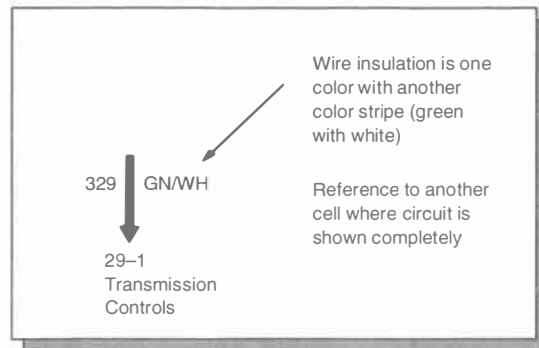 Wire insulation is one
color with another
color stripe (green
with white)
329 GN/WH
Reference to another
cell where circuit is
shown completely
29–1
Transmission
Controls